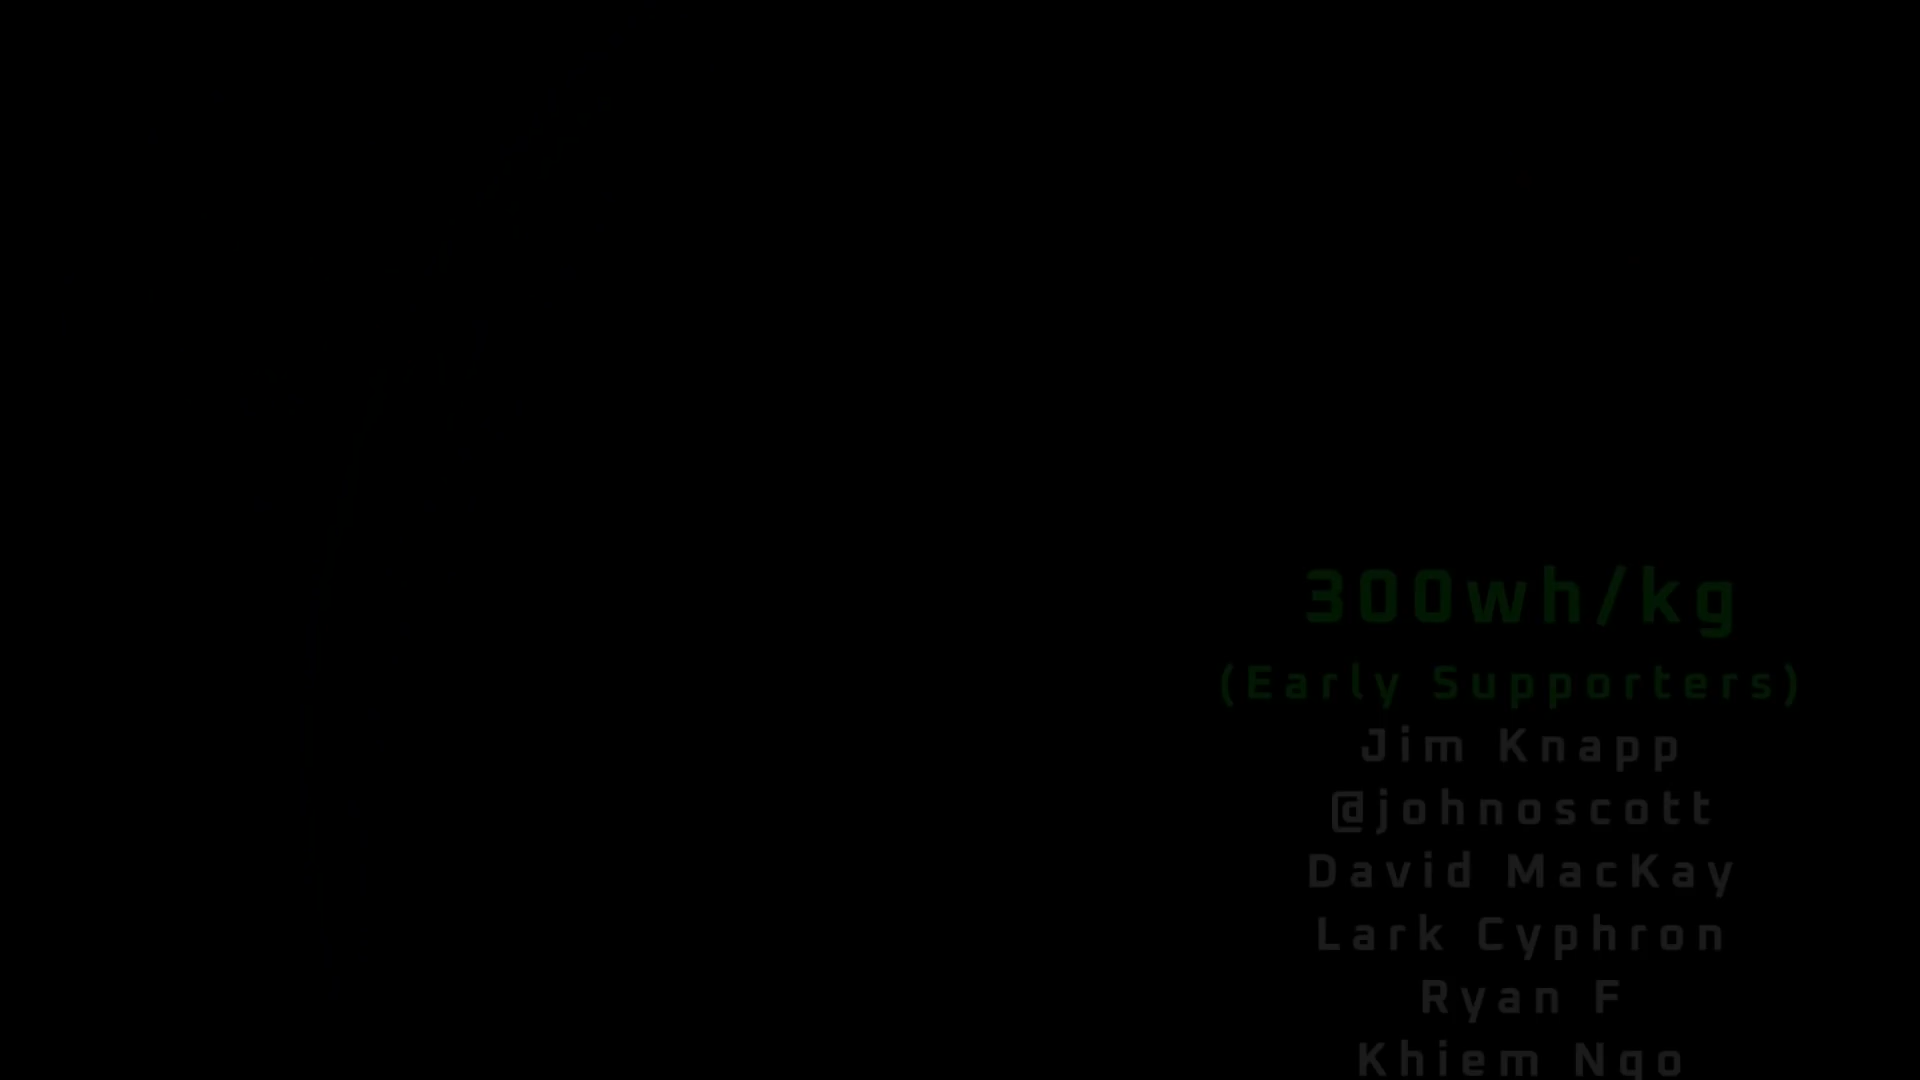 300wh/kg
(Early Supporters)
Jim Knapp
@johnoscott
David MacKay
Lark Cyphron
Ryan F
Khiem Ngo